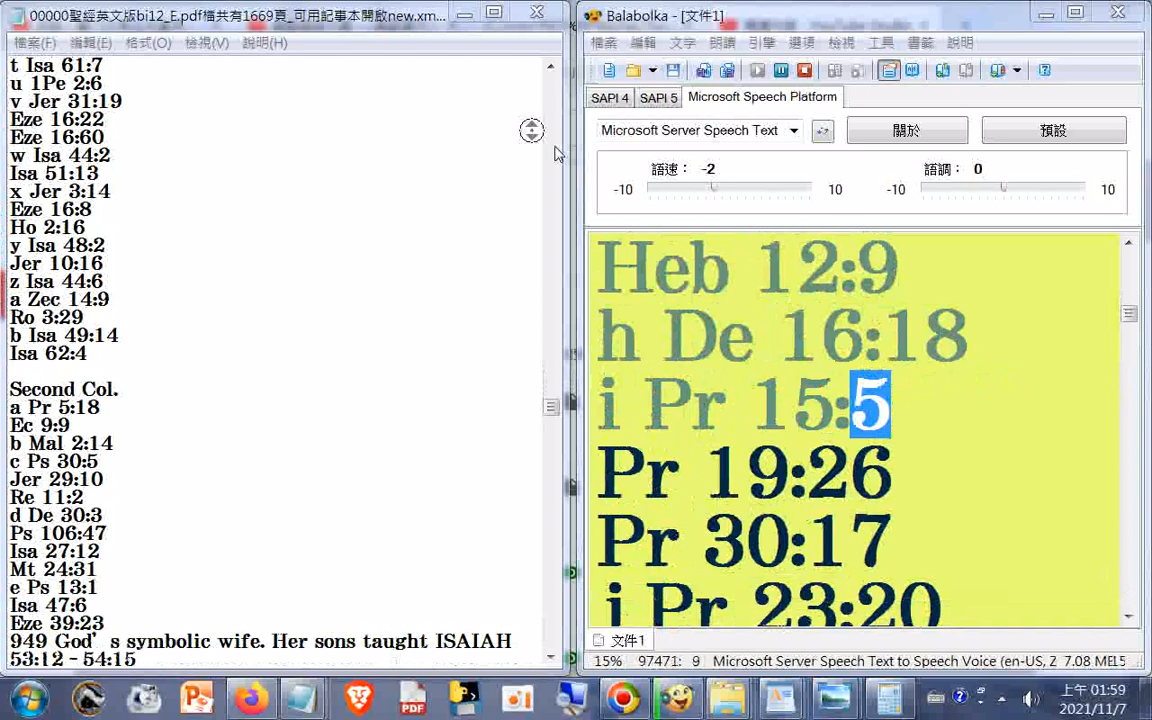 00000聖經英文版bi12_E.pdf檔共有1669頁_可用記事本開啟new.xm...
檔案(F) 編輯(E) 格式(O) 檢視(V) 說明(H)
t Isa 61:7
u 1Pe 2:6
v Jer 31:19
Eze 16:22
Eze 16:60
w Isa 44:2
Isa 51:13
x Jer 3:14
Eze 16:8
Ho 2:16
y Isa 48:2
Jer 10:16
z Isa 44:6
a Zec 14:9
Ro 3:29
b Isa 49:14
Isa 62:4
Second Col.
a Pr 5:18
Ec 9:9
b Mal 2:14
c Ps 30:5
Jer 29:10
Re 11:2
d De 30:3
Ps 106:47
Isa 27:12
Mt 24:31
e Ps 13:1
Isa 47:6
Eze 39:23
949 God’s symbolic wife. Her sons taught ISAIAH
53:12–54:15
Balabolka - [文件1]
檔案 編輯 文字 朗讀 引擎 選項 檢視 工具 書籤 說明
SAPI 4 SAPI 5 Microsoft Speech Platform
Microsoft Server Speech Text 關於 預設
語速： -2 語調： 0
-10 10 -10 10
Heb 12:9
h De 16:18
i Pr 15:5
Pr 19:26
Pr 30:17
j Pr 23:20
文件1
15% 97471: 9 Microsoft Server Speech Text to Speech Voice (en-US, Z 7.08 МЕ́Б
上午 01:59
2021/11/7